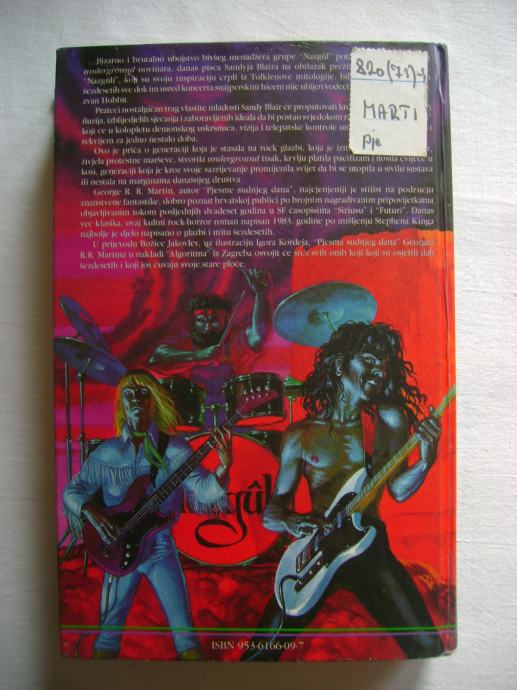 „Bizarno i brutalno ubojstvo bivšeg menadžera grupe "Nazgûl"
underground novinara, danas pisca Sandyja Blaira na obilazak
"Nazgûli", koji su svoju inspiraciju crpli iz Tolkienove mitologije,
šezdesetih sve dok im usred koncerta snajperskim hicem nije ubijen
zvan Hobbit.
Prateći nostalgičan trag vlastite mladosti Sandy Blair će proputovati
iluzija, izblijedjelih sjećanja i zaboravljenih ideala da bi postao svjedokom
koji će u kolopletu demonskog uskrsnuća, vizija i telepatske kontrole
rekvijem za jedno nestalo doba.
Ovo je priča o generaciji koja je stasala na rock glazbi, koja je
živjela protestne marševe, stvorila underground tisak, krvlju platila pacifizam i nosila cvijeće u
kosi, generaciji koja je kroz svoje sazrijevanje promijenila svijet da bi se utopila u sivilu sustava
ili nestala na marginama današnjeg društva.
George R. R. Martin, autor "Pjesme sudnjeg dana", najcjenjeniji je stilist na području
znanstvene fantastike, dobro poznat hrvatskoj publici po brojnim nagrađivanim pripovijetkama
objavljivanim tokom posljednjih dvadeset godina u SF časopisima "Siriusu" i "Futuri". Danas
već klasika, ovaj kultni rock-horror roman napisan 1983. godine po mišljenju Stephena Kinga
najbolje je djelo napisano o glazbi i mitu šezdesetih.
U prijevodu Božice Jakovlev, uz ilustraciju Igora Kordeja, "Pjesma sudnjeg dana" Georgea
R.R. Martina u nakladi "Algoritma" iz Zagreba osvojit će srca svih onih koji koji su osjetili dah
šezdesetih i koji još čuvaju svoje stare ploče.
MARTI
Pje
ISBN 953-6166-09-7